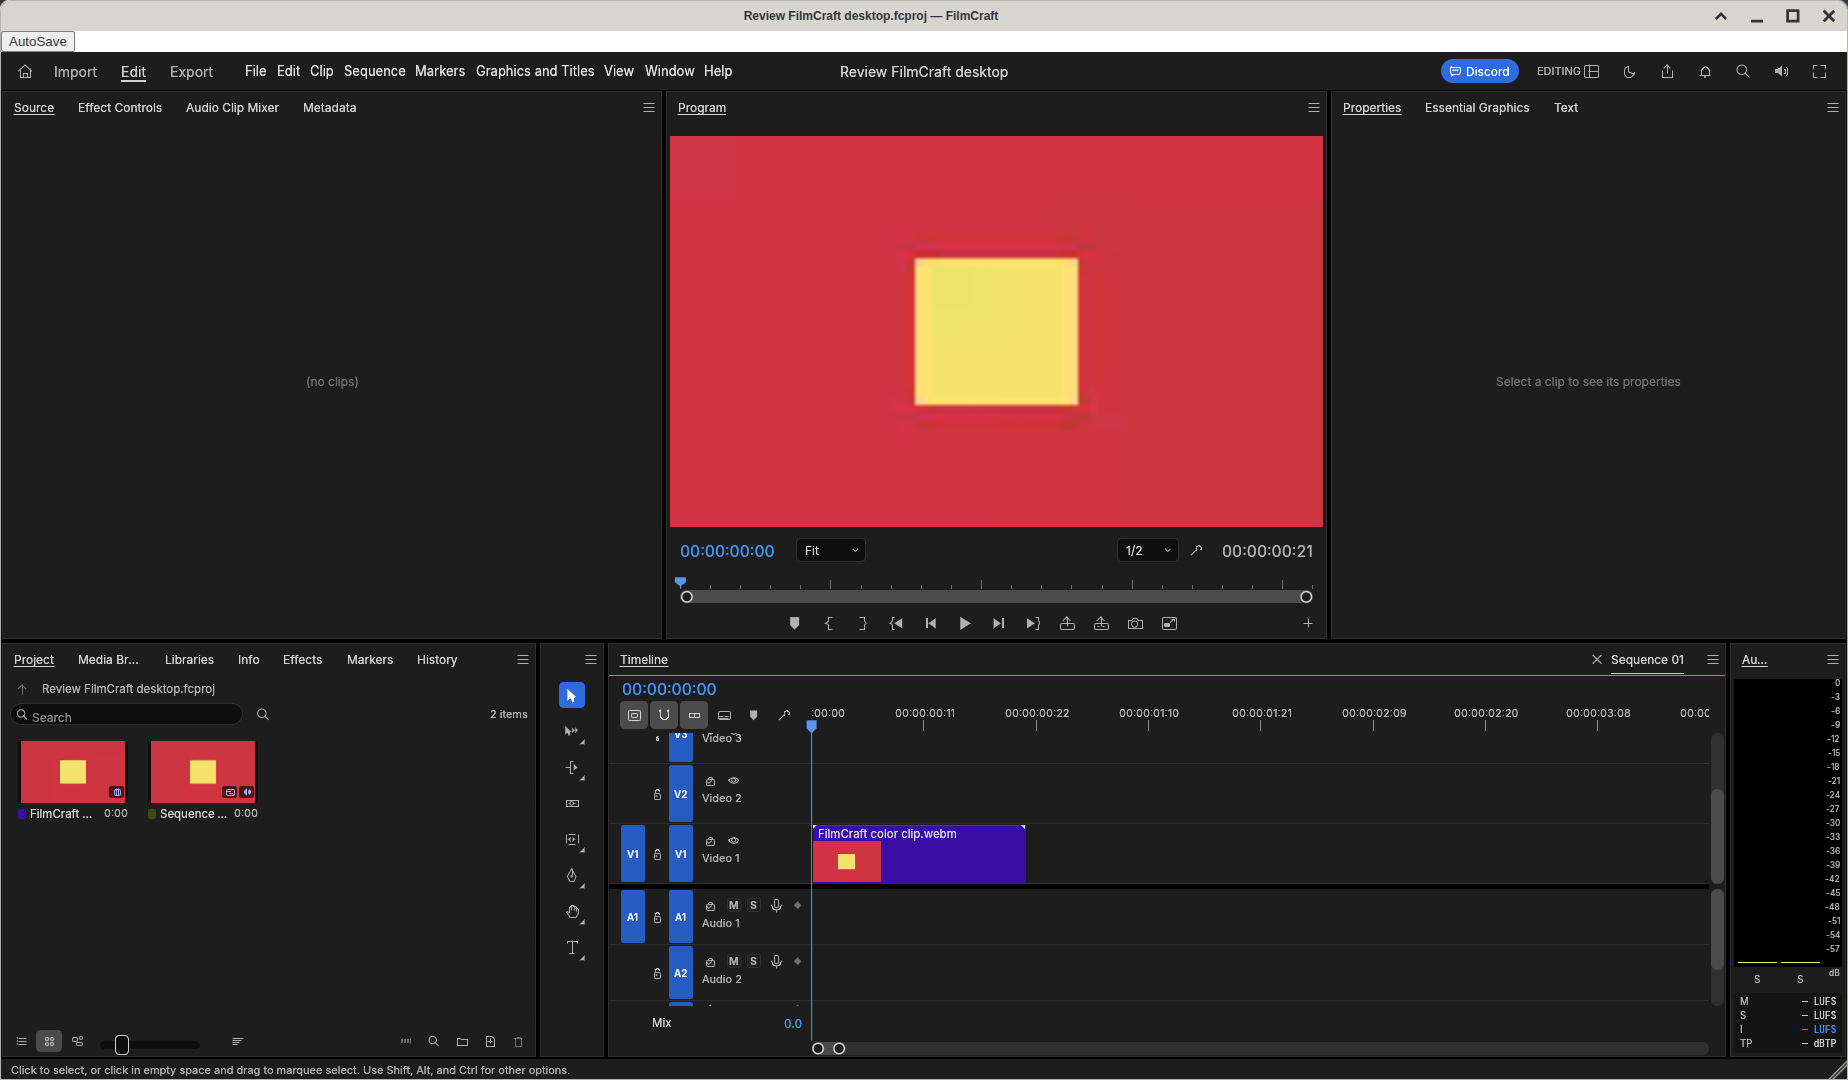 Review FilmCraft desktop.fcproj — FilmCraft
AutoSave
Import Edit Export File Edit Clip Sequence Markers Graphics and Titles View Window Help Review FilmCraft desktop Discord EDITING
Source Effect Controls Audio Clip Mixer Metadata
(no clips)
Program
00:00:00:00 Fit 1/2 00:00:00:21
Properties Essential Graphics Text
Select a clip to see its properties
Project Media Br... Libraries Info Effects Markers History
Review FilmCraft desktop.fcproj
Search 2 items
FilmCraft ... 0:00 Sequence ... 0:00
Timeline Sequence 01
00:00:00:00
:00:00 00:00:00:11 00:00:00:22 00:00:01:10 00:00:01:21 00:00:02:09 00:00:02:20 00:00:03:08 00:00
V3 Video 3
V2 Video 2
V1 V1 Video 1 FilmCraft color clip.webm
A1 A1 M S Audio 1
A2 M S Audio 2
Mix 0.0
Au...
0
-3
-6
-9
-12
-15
-18
-21
-24
-27
-30
-33
-36
-39
-42
-45
-48
-51
-54
-57
dB
S S
M – LUFS
S – LUFS
I – LUFS
TP – dBTP
Click to select, or click in empty space and drag to marquee select. Use Shift, Alt, and Ctrl for other options.